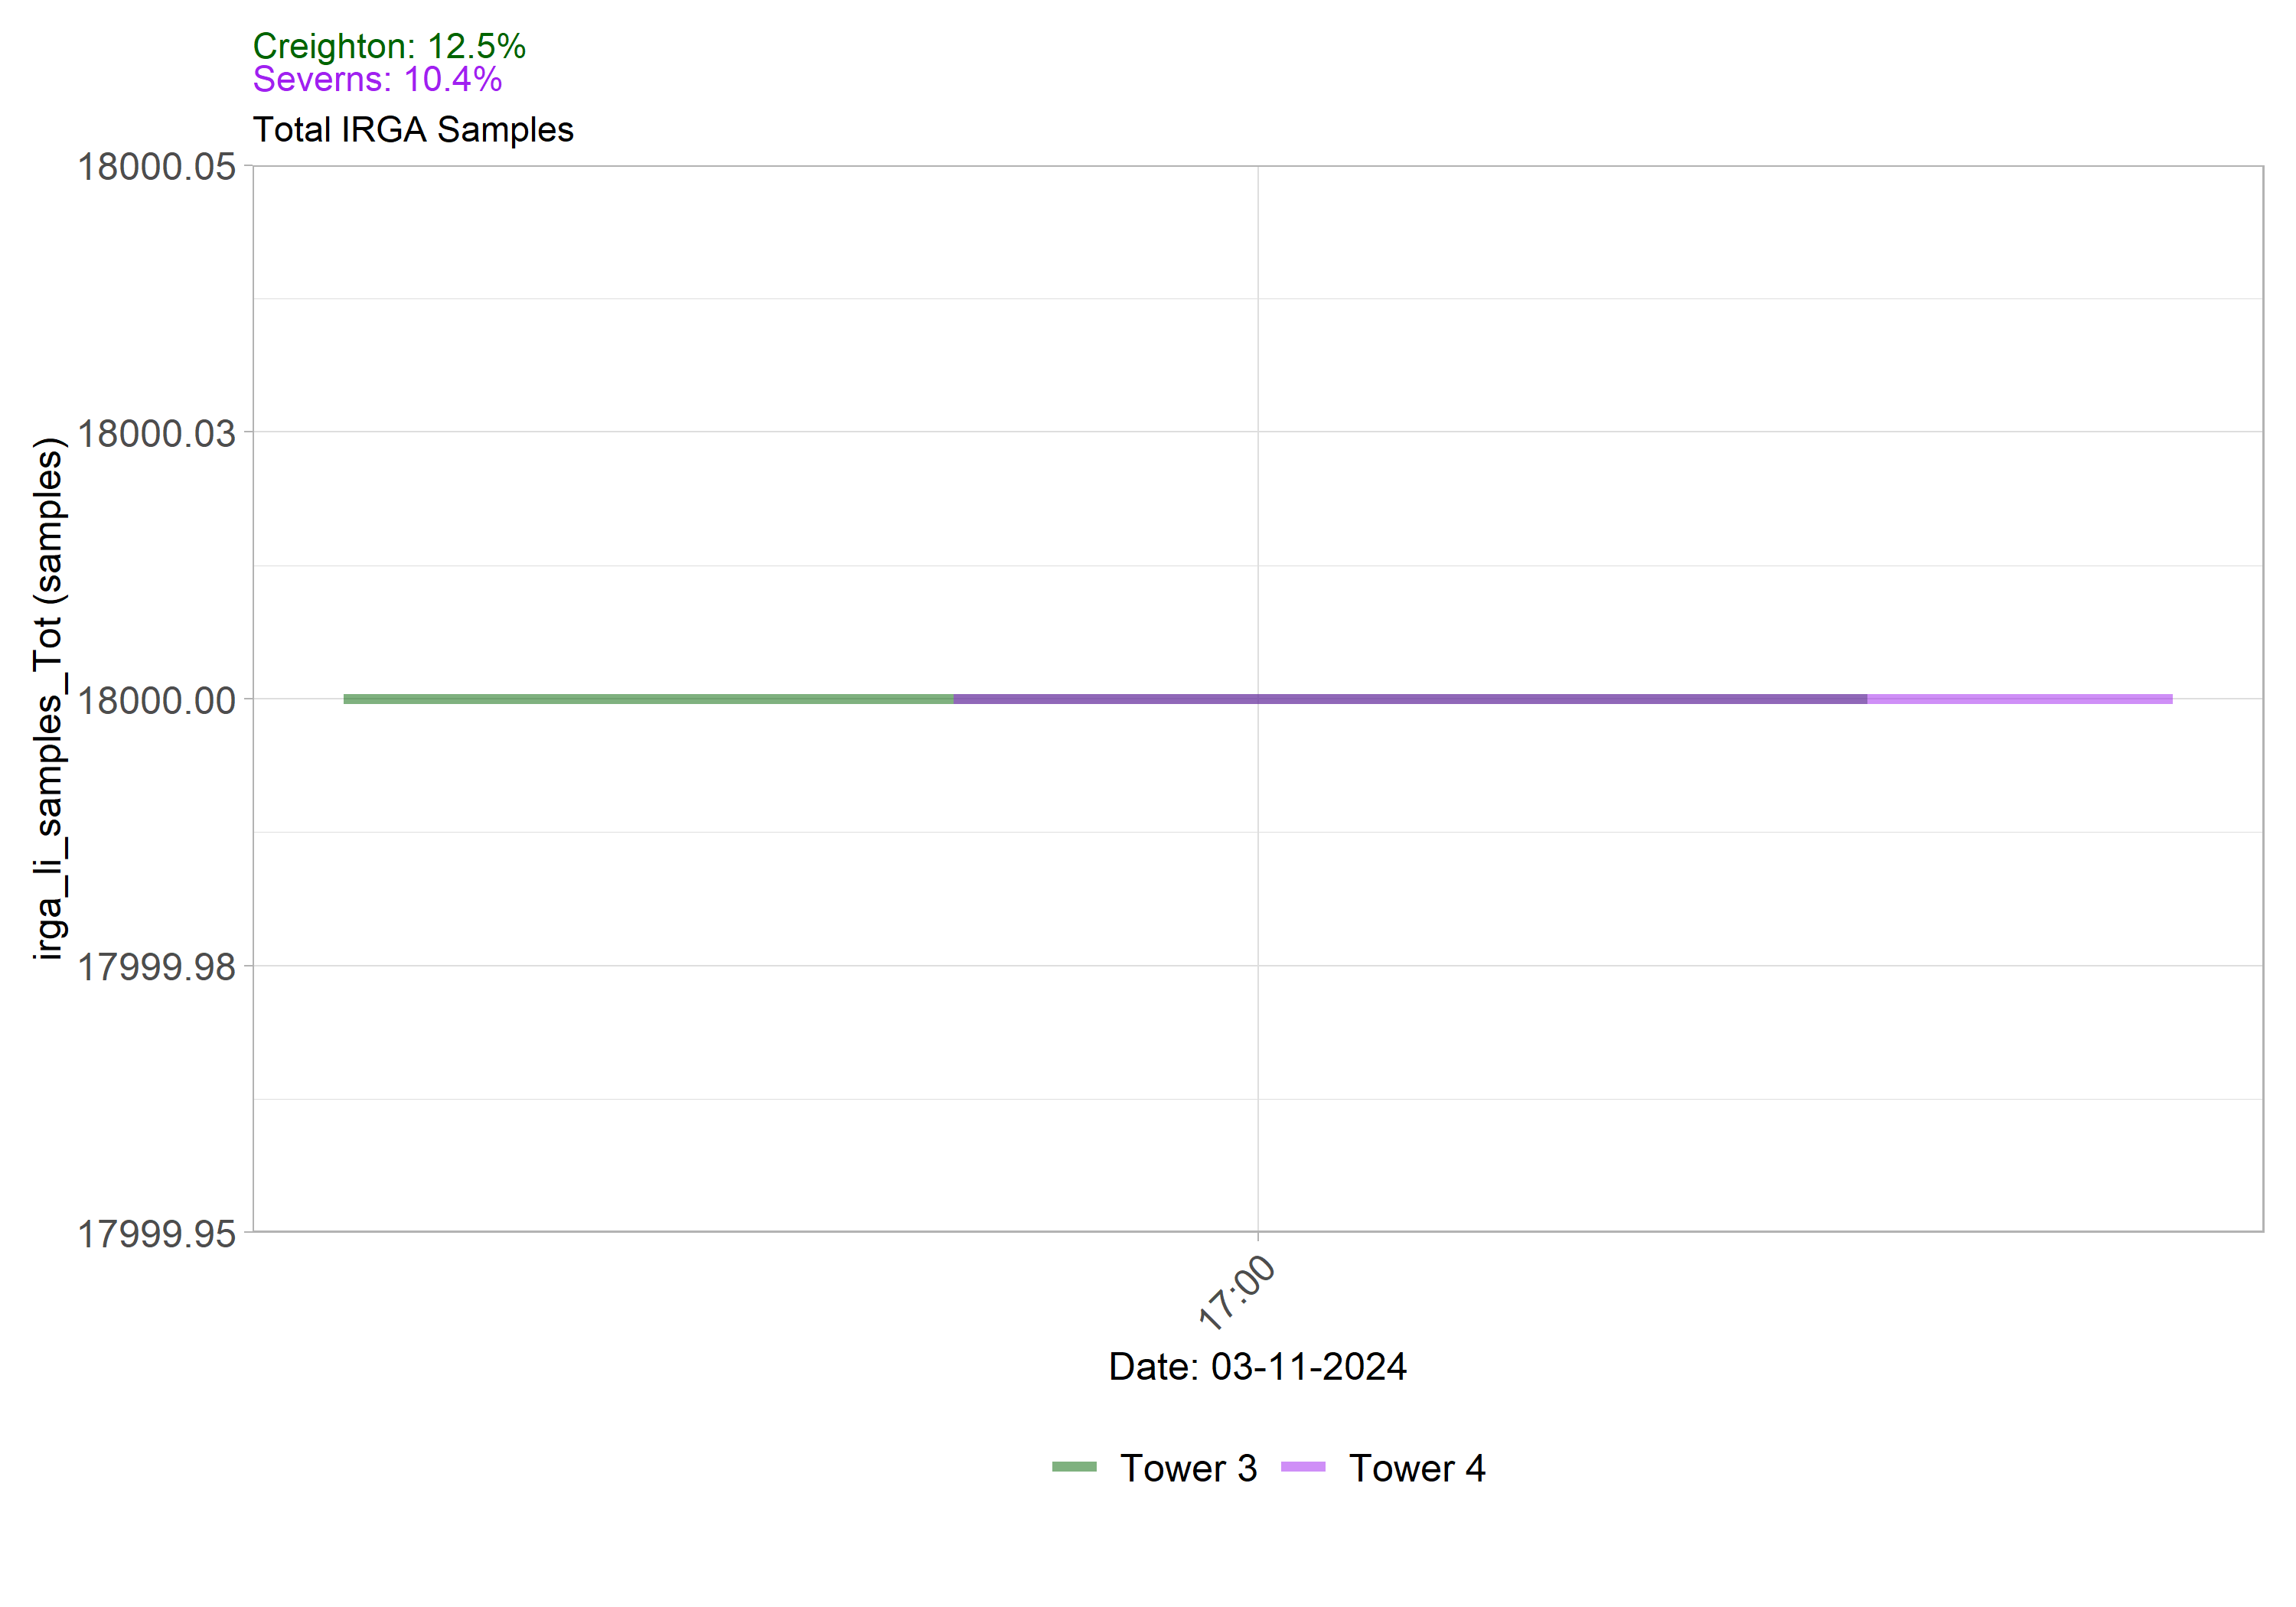 Creighton: 12.5%
Severns: 10.4%
Total IRGA Samples
18000.05
18000.03
18000.00
17999.98
17999.95
irga_li_samples_Tot (samples)
17:00
Date: 03-11-2024
Tower 3 Tower 4